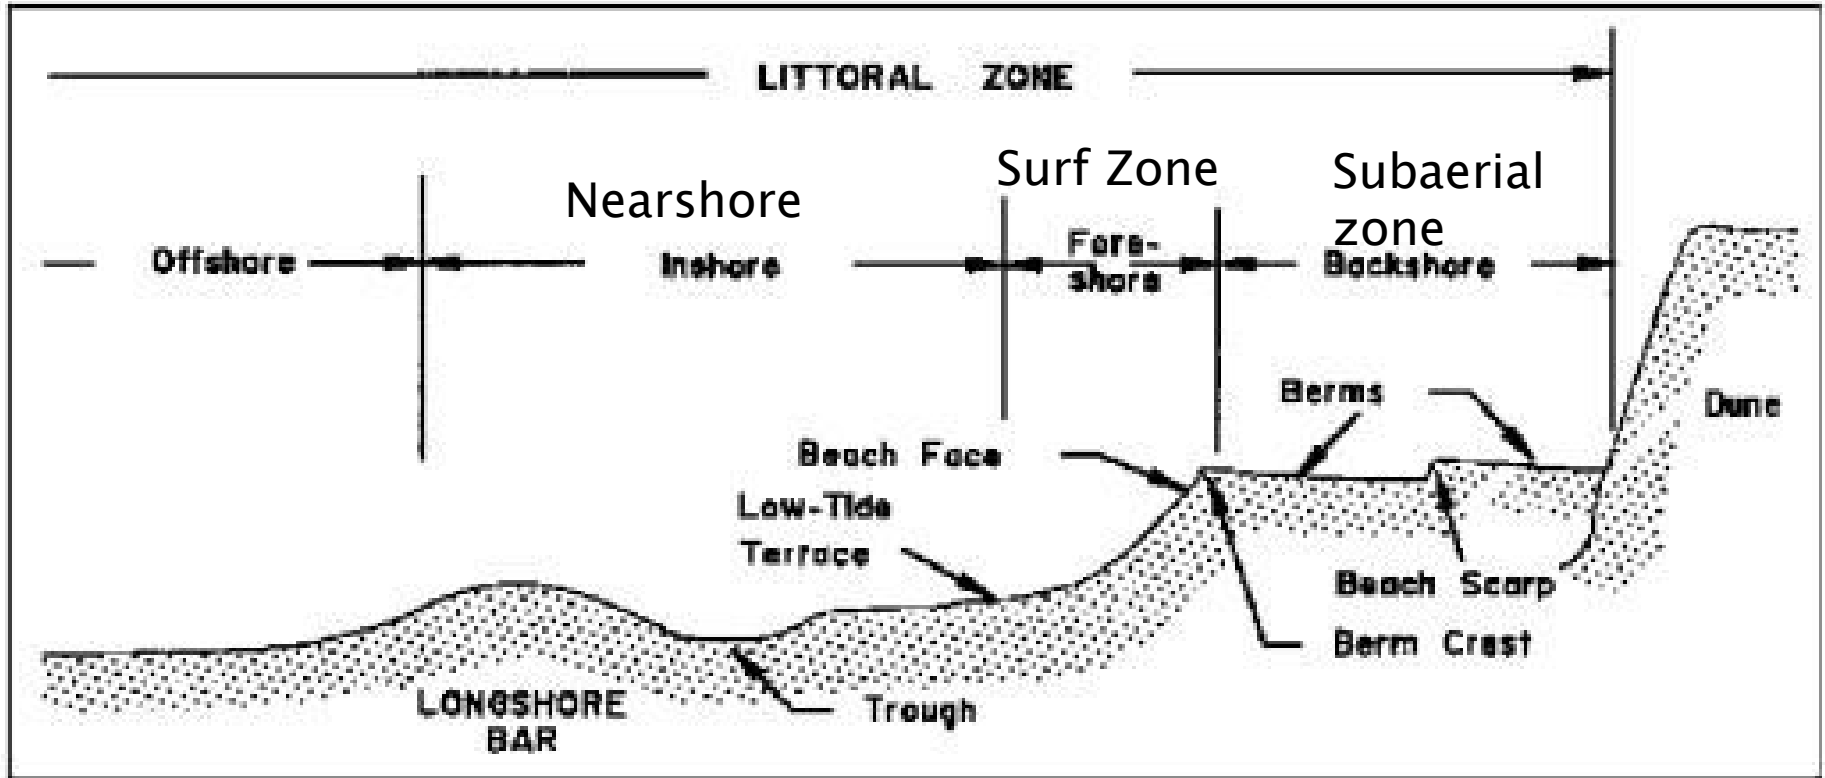 LITTORAL ZONE
Surf Zone
Subaerial
zone
Nearshore
Offshore
Inshore
Fore-
shore
Backshore
Berms
Dune
Beach Face
Low-Tide
Terrace
Beach Scarp
Berm Crest
LONGSHORE
BAR
Trough